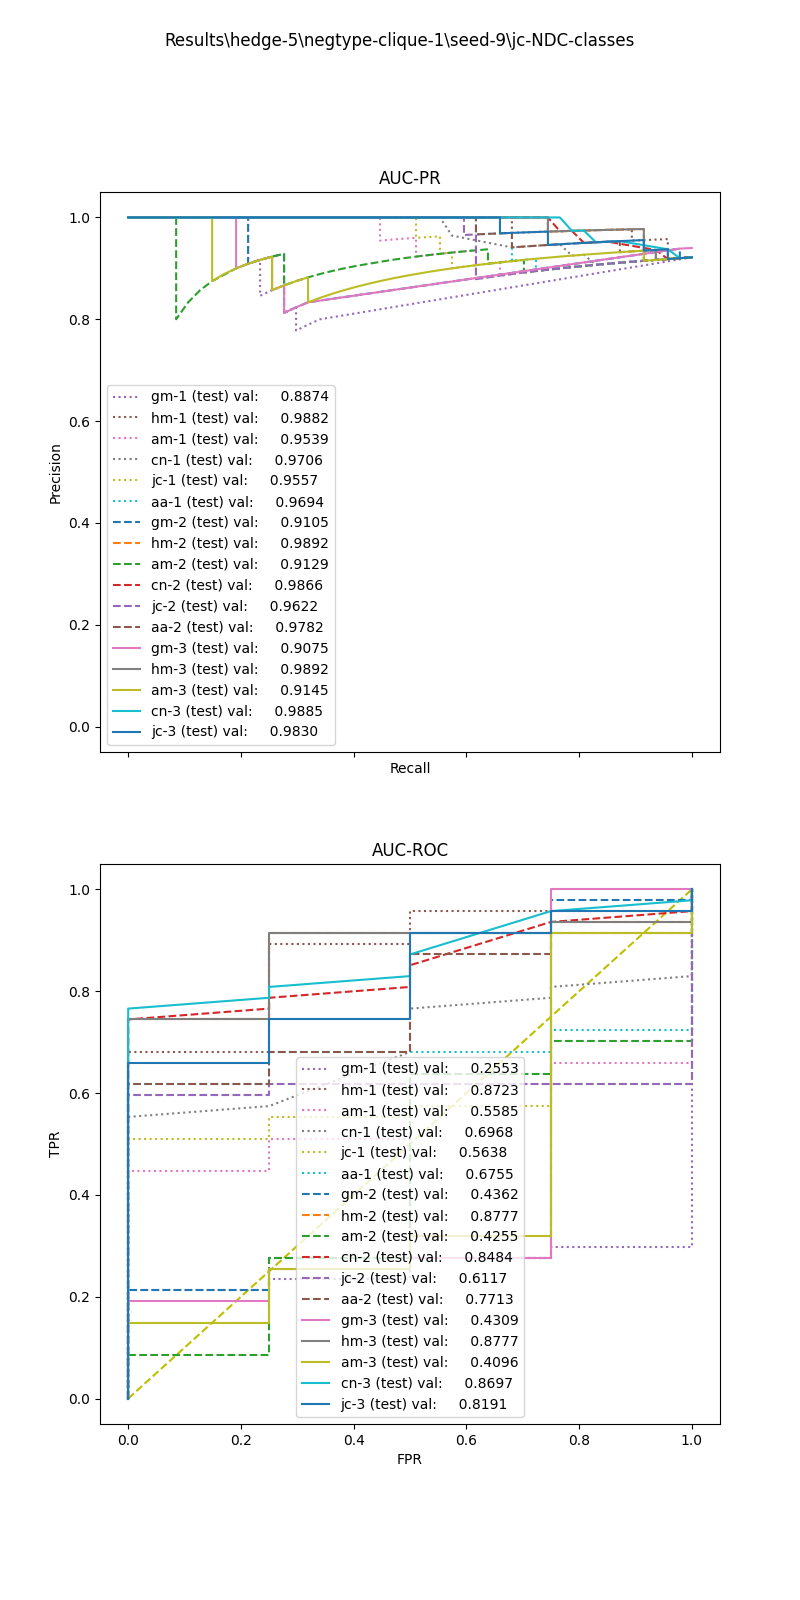 Results\hedge-5\negtype-clique-1\seed-9\jc-NDC-classes
AUC-PR
1.0
0.8
0.6
0.4
0.2
0.0
Precision
gm-1 (test) val: 0.8874
hm-1 (test) val: 0.9882
am-1 (test) val: 0.9539
cn-1 (test) val: 0.9706
jc-1 (test) val: 0.9557
aa-1 (test) val: 0.9694
gm-2 (test) val: 0.9105
hm-2 (test) val: 0.9892
am-2 (test) val: 0.9129
cn-2 (test) val: 0.9866
jc-2 (test) val: 0.9622
aa-2 (test) val: 0.9782
gm-3 (test) val: 0.9075
hm-3 (test) val: 0.9892
am-3 (test) val: 0.9145
cn-3 (test) val: 0.9885
jc-3 (test) val: 0.9830
Recall
AUC-ROC
1.0
0.8
0.6
0.4
0.2
0.0
TPR
gm-1 (test) val: 0.2553
hm-1 (test) val: 0.8723
am-1 (test) val: 0.5585
cn-1 (test) val: 0.6968
jc-1 (test) val: 0.5638
aa-1 (test) val: 0.6755
gm-2 (test) val: 0.4362
hm-2 (test) val: 0.8777
am-2 (test) val: 0.4255
cn-2 (test) val: 0.8484
jc-2 (test) val: 0.6117
aa-2 (test) val: 0.7713
gm-3 (test) val: 0.4309
hm-3 (test) val: 0.8777
am-3 (test) val: 0.4096
cn-3 (test) val: 0.8697
jc-3 (test) val: 0.8191
0.0 0.2 0.4 0.6 0.8 1.0
FPR